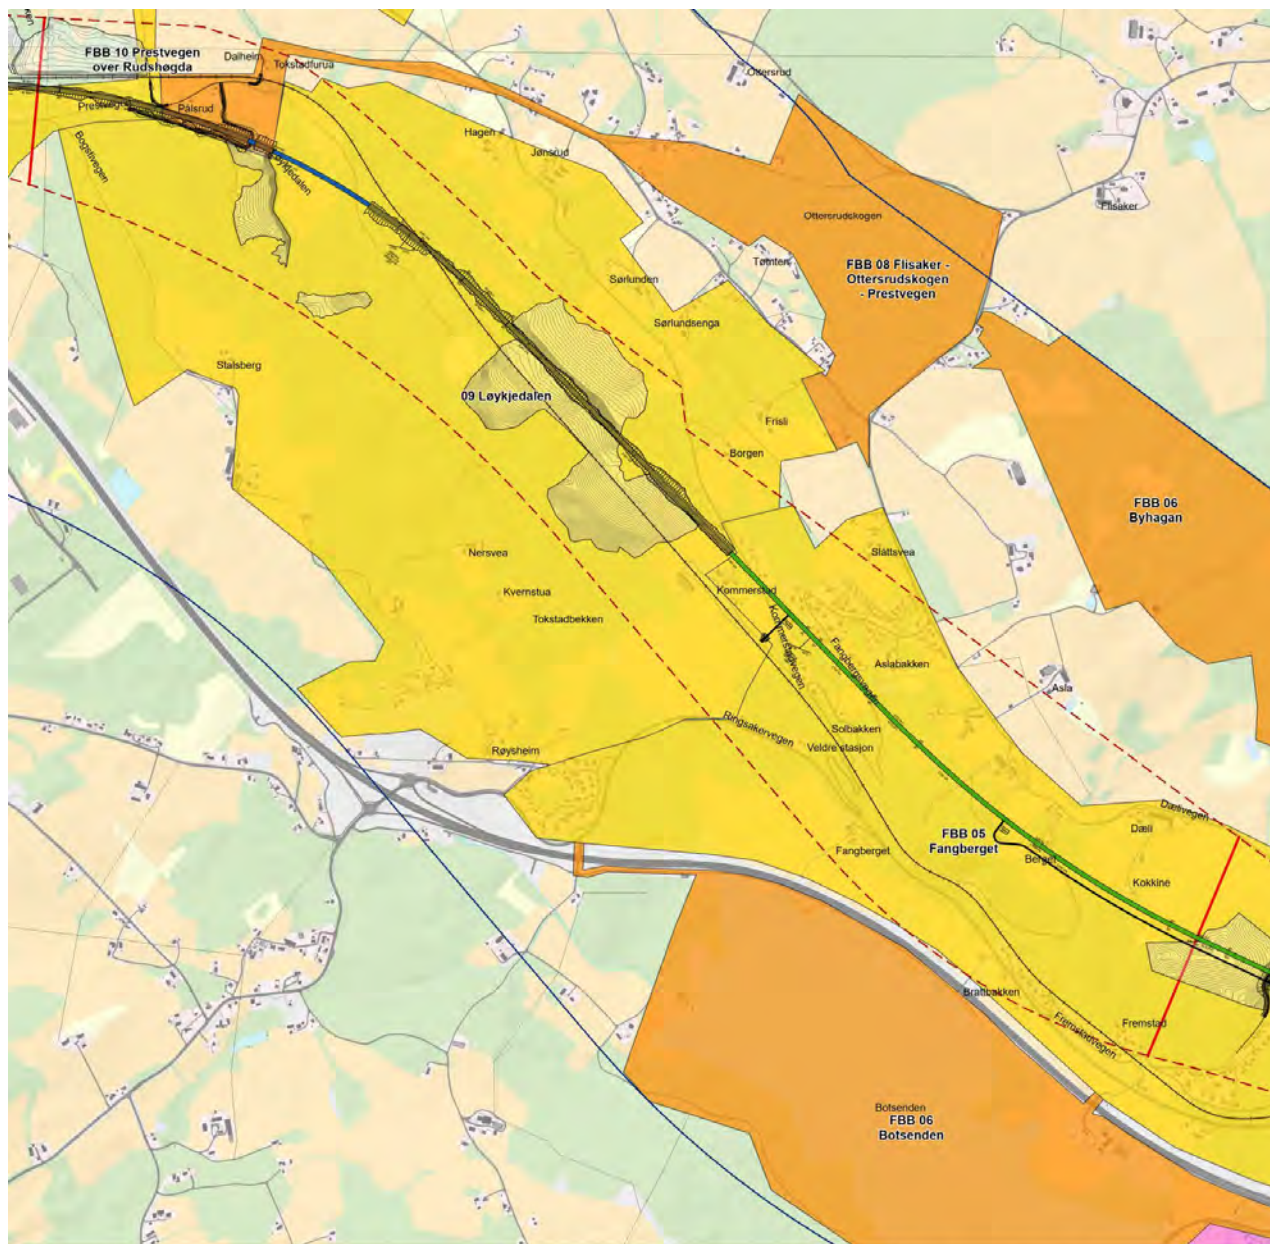 FBB 10 Prestvegen
over Rudshøgda
Dalheim
Tokstadfurua
Ottersrud
Pålsrud
Hagen
Jønsrud
Bogstivegen
Løykjedalen
Flisaker
Ottersrudskogen
Tømten
FBB 08 Flisaker -
Ottersrudskogen
- Prestvegen
Sørlunden
Sørlundsenga
Stalsberg
09 Løykjedalen
Frisli
Borgen
FBB 06
Byhagan
Nersvea
Slåttsvea
Kvernstua
Kommerstad
Tokstadbekken
Kommerstadvegen
Fangbergsvegen
Aslabakken
Asla
Ringsakervegen
Solbakken
Veldre stasjon
Røysheim
Dælivegen
Dæli
FBB 05
Fangberget
Fangberget
Berget
Kokkine
Brattbakken
Fremstadvegen
Fremstad
Botsenden
FBB 06
Botsenden